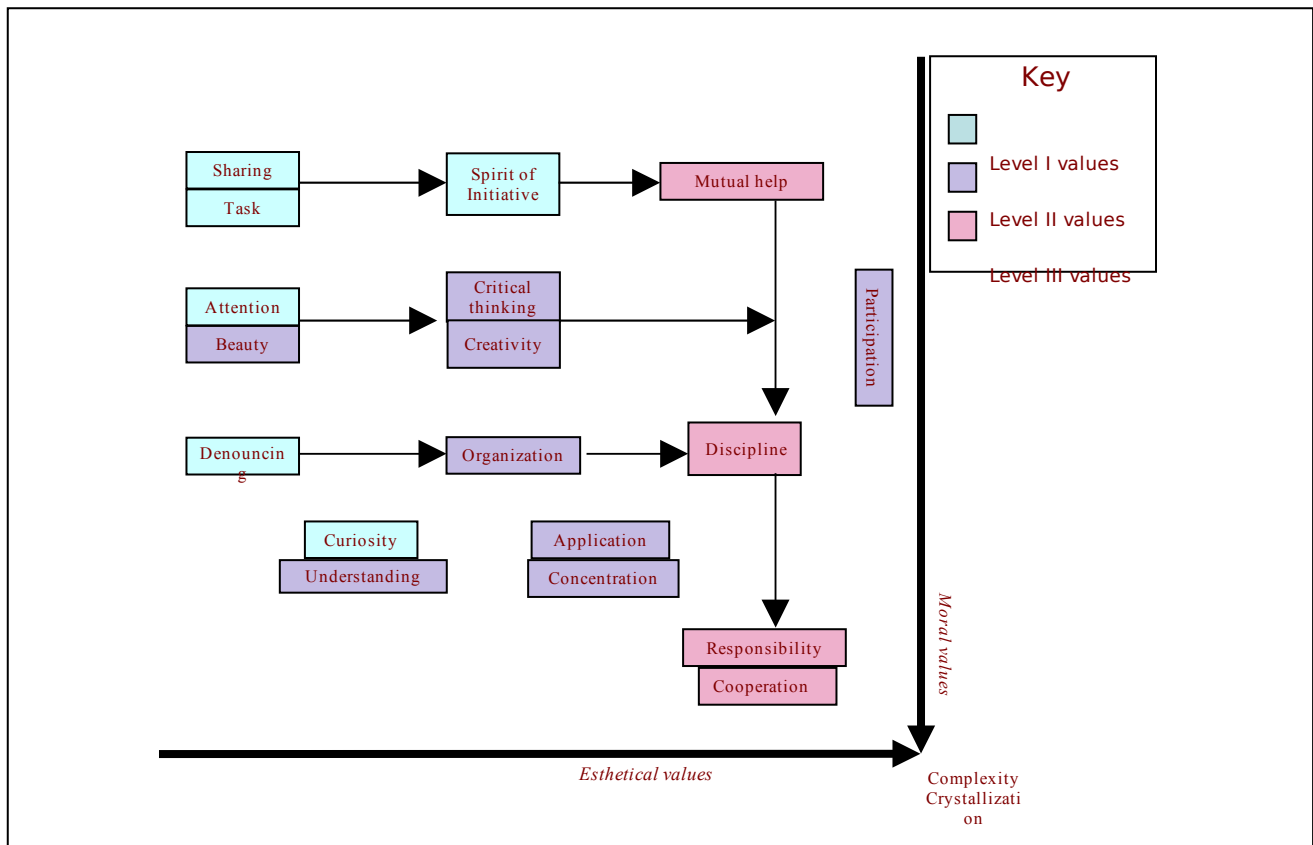 Key
Level I values
Level II values
Level III values
Sharing
Task
Spirit of
Initiative
Mutual help
Attention
Beauty
Critical
thinking
Creativity
Participation
Denouncin
g
Organization
Discipline
Curiosity
Understanding
Application
Concentration
Responsibility
Cooperation
Moral values
Esthetical values
Complexity
Crystallizati
on